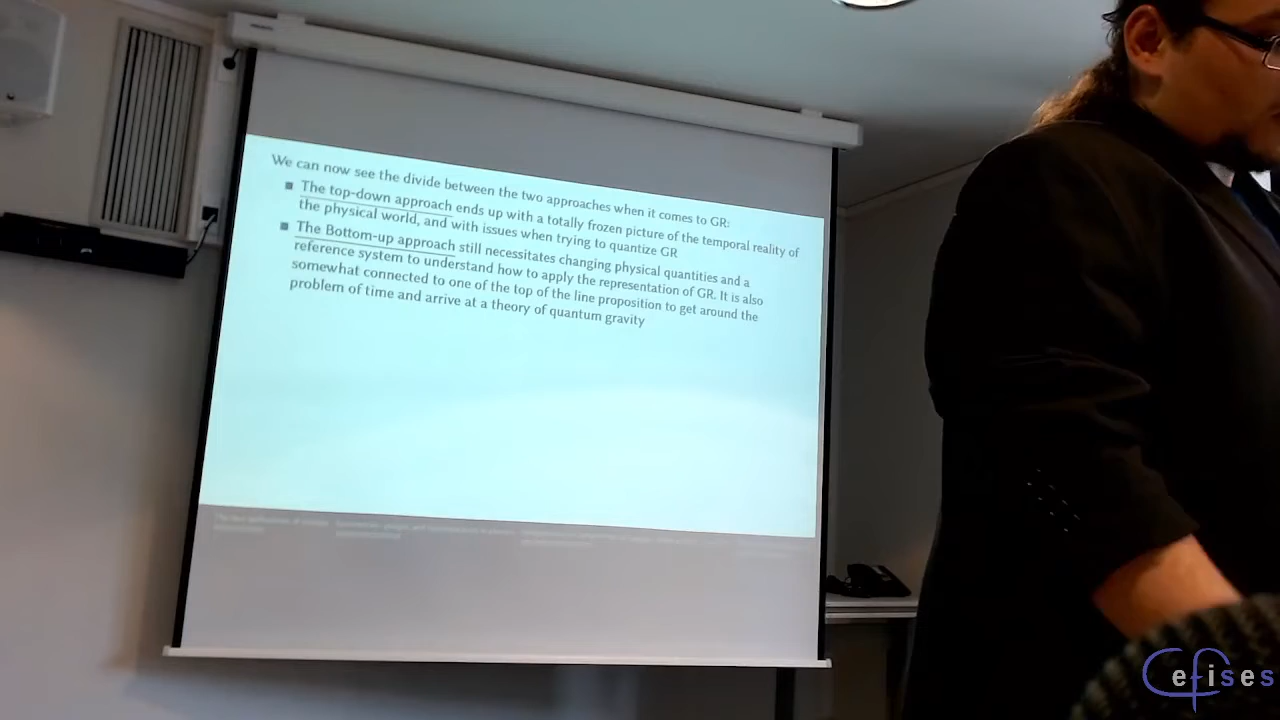 We can now see the divide between the two approaches when it comes to GR:
The top-down approach ends up with a totally frozen picture of the temporal reality of
the physical world, and with issues when trying to quantize GR
The Bottom-up approach still necessitates changing physical quantities and a
reference system to understand how to apply the representation of GR. It is also
somewhat connected to one of the top of the line proposition to get around the
problem of time and arrive at a theory of quantum gravity
Cefises